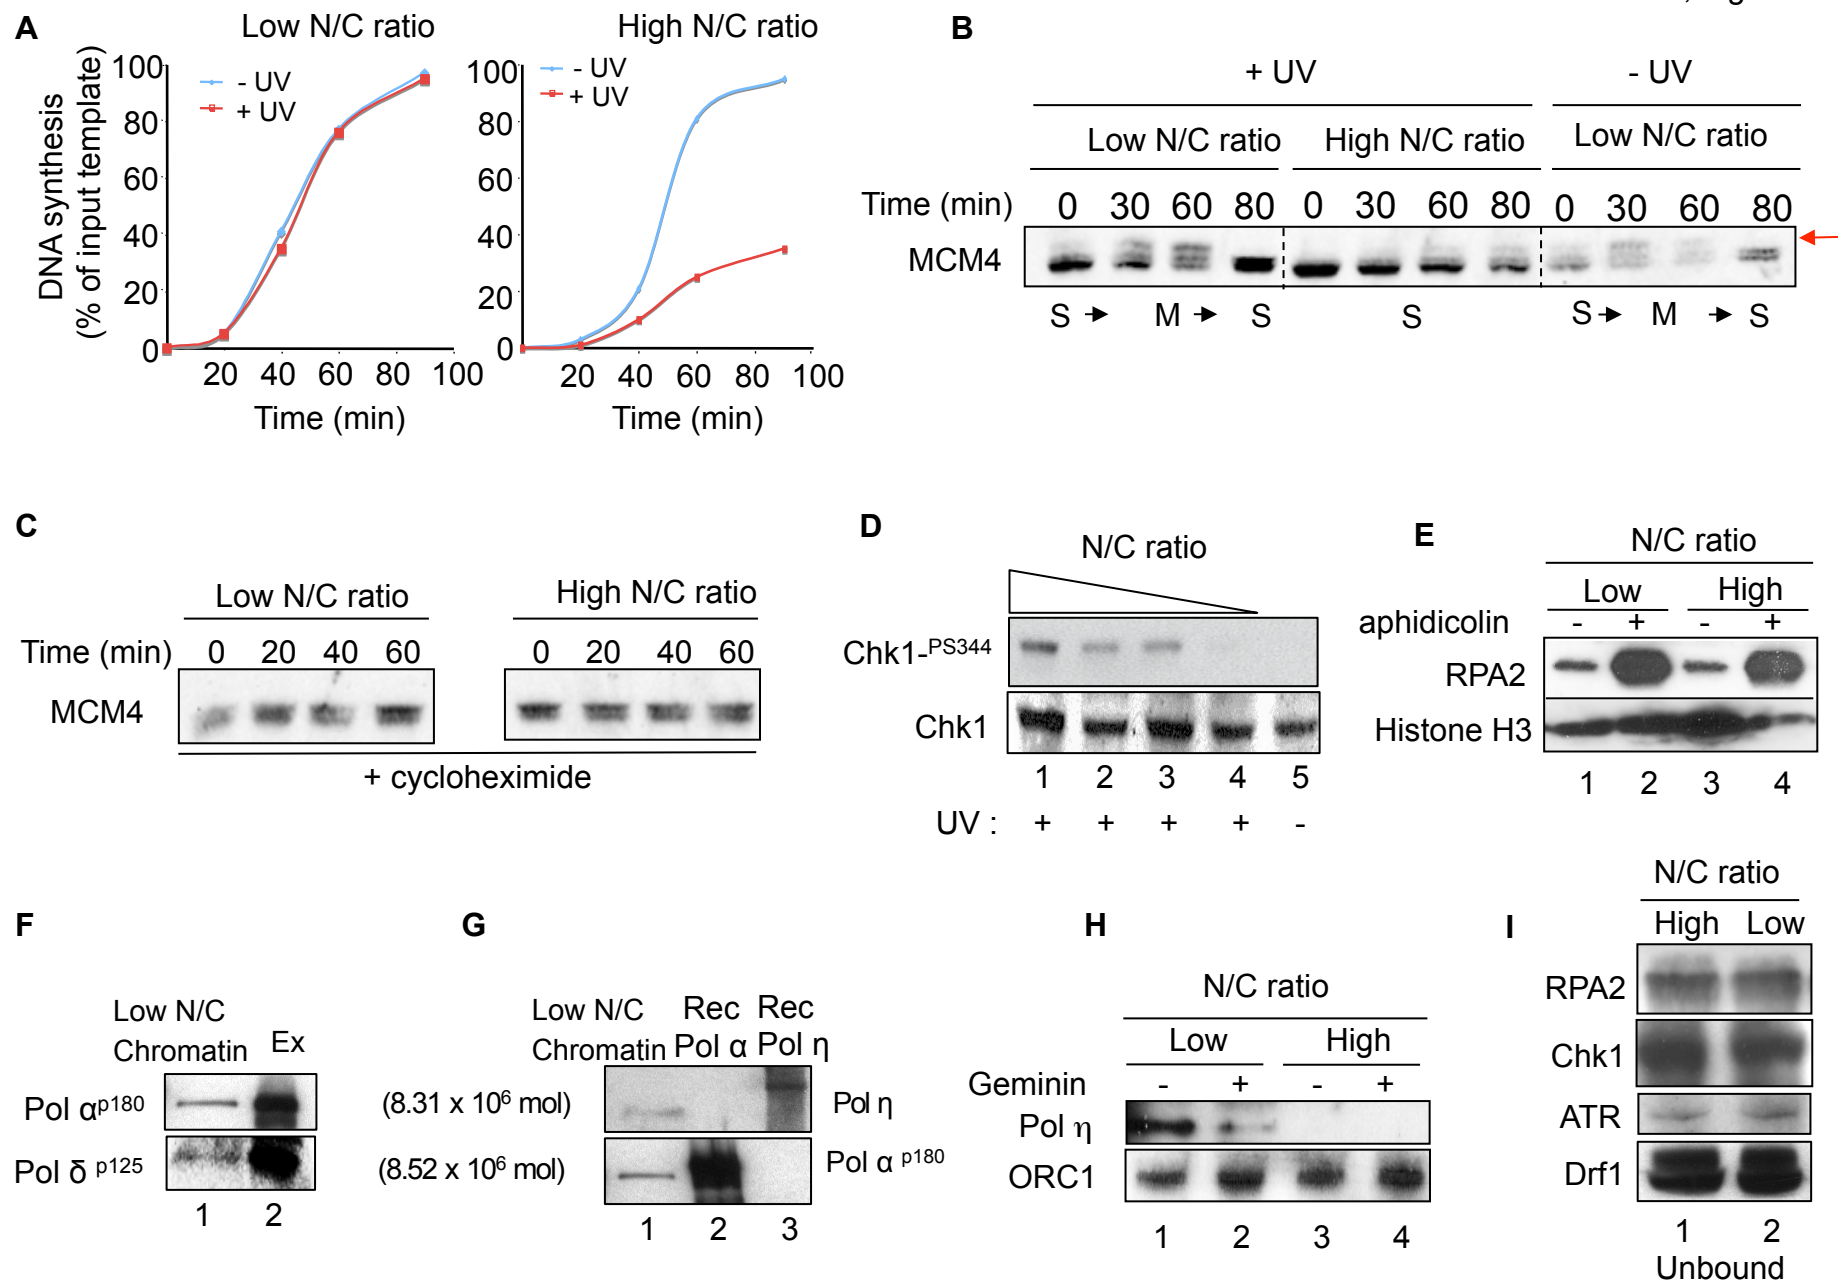 A
Low N/C ratio
High N/C ratio
DNA synthesis
(% of input template)
100
80
60
40
20
0
- UV
+ UV
20 40 60 80 100
Time (min)
100
80
60
40
20
0
- UV
+ UV
20 40 60 80 100
Time (min)
B
+ UV
- UV
Low N/C ratio
High N/C ratio
Low N/C ratio
Time (min) 0 30 60 80 0 30 60 80 0 30 60 80
MCM4
S M S S S M S
C
Low N/C ratio
High N/C ratio
Time (min) 0 20 40 60 0 20 40 60
MCM4
+ cycloheximide
D
N/C ratio
Chk1-PS344
Chk1
1 2 3 4 5
UV : + + + + -
E
N/C ratio
Low High
aphidicolin - + - +
RPA2
Histone H3
1 2 3 4
F
Low N/C
Chromatin Ex
Pol αp180
Pol δ p125
1 2
G
Low N/C
Chromatin
Rec
Pol α
Rec
Pol η
(8.31 x 10⁶ mol) Pol η
(8.52 x 10⁶ mol) Pol α p180
1 2 3
H
N/C ratio
Low High
Geminin - + - +
Pol η
ORC1
1 2 3 4
I
N/C ratio
High Low
RPA2
Chk1
ATR
Drf1
1 2
Unbound